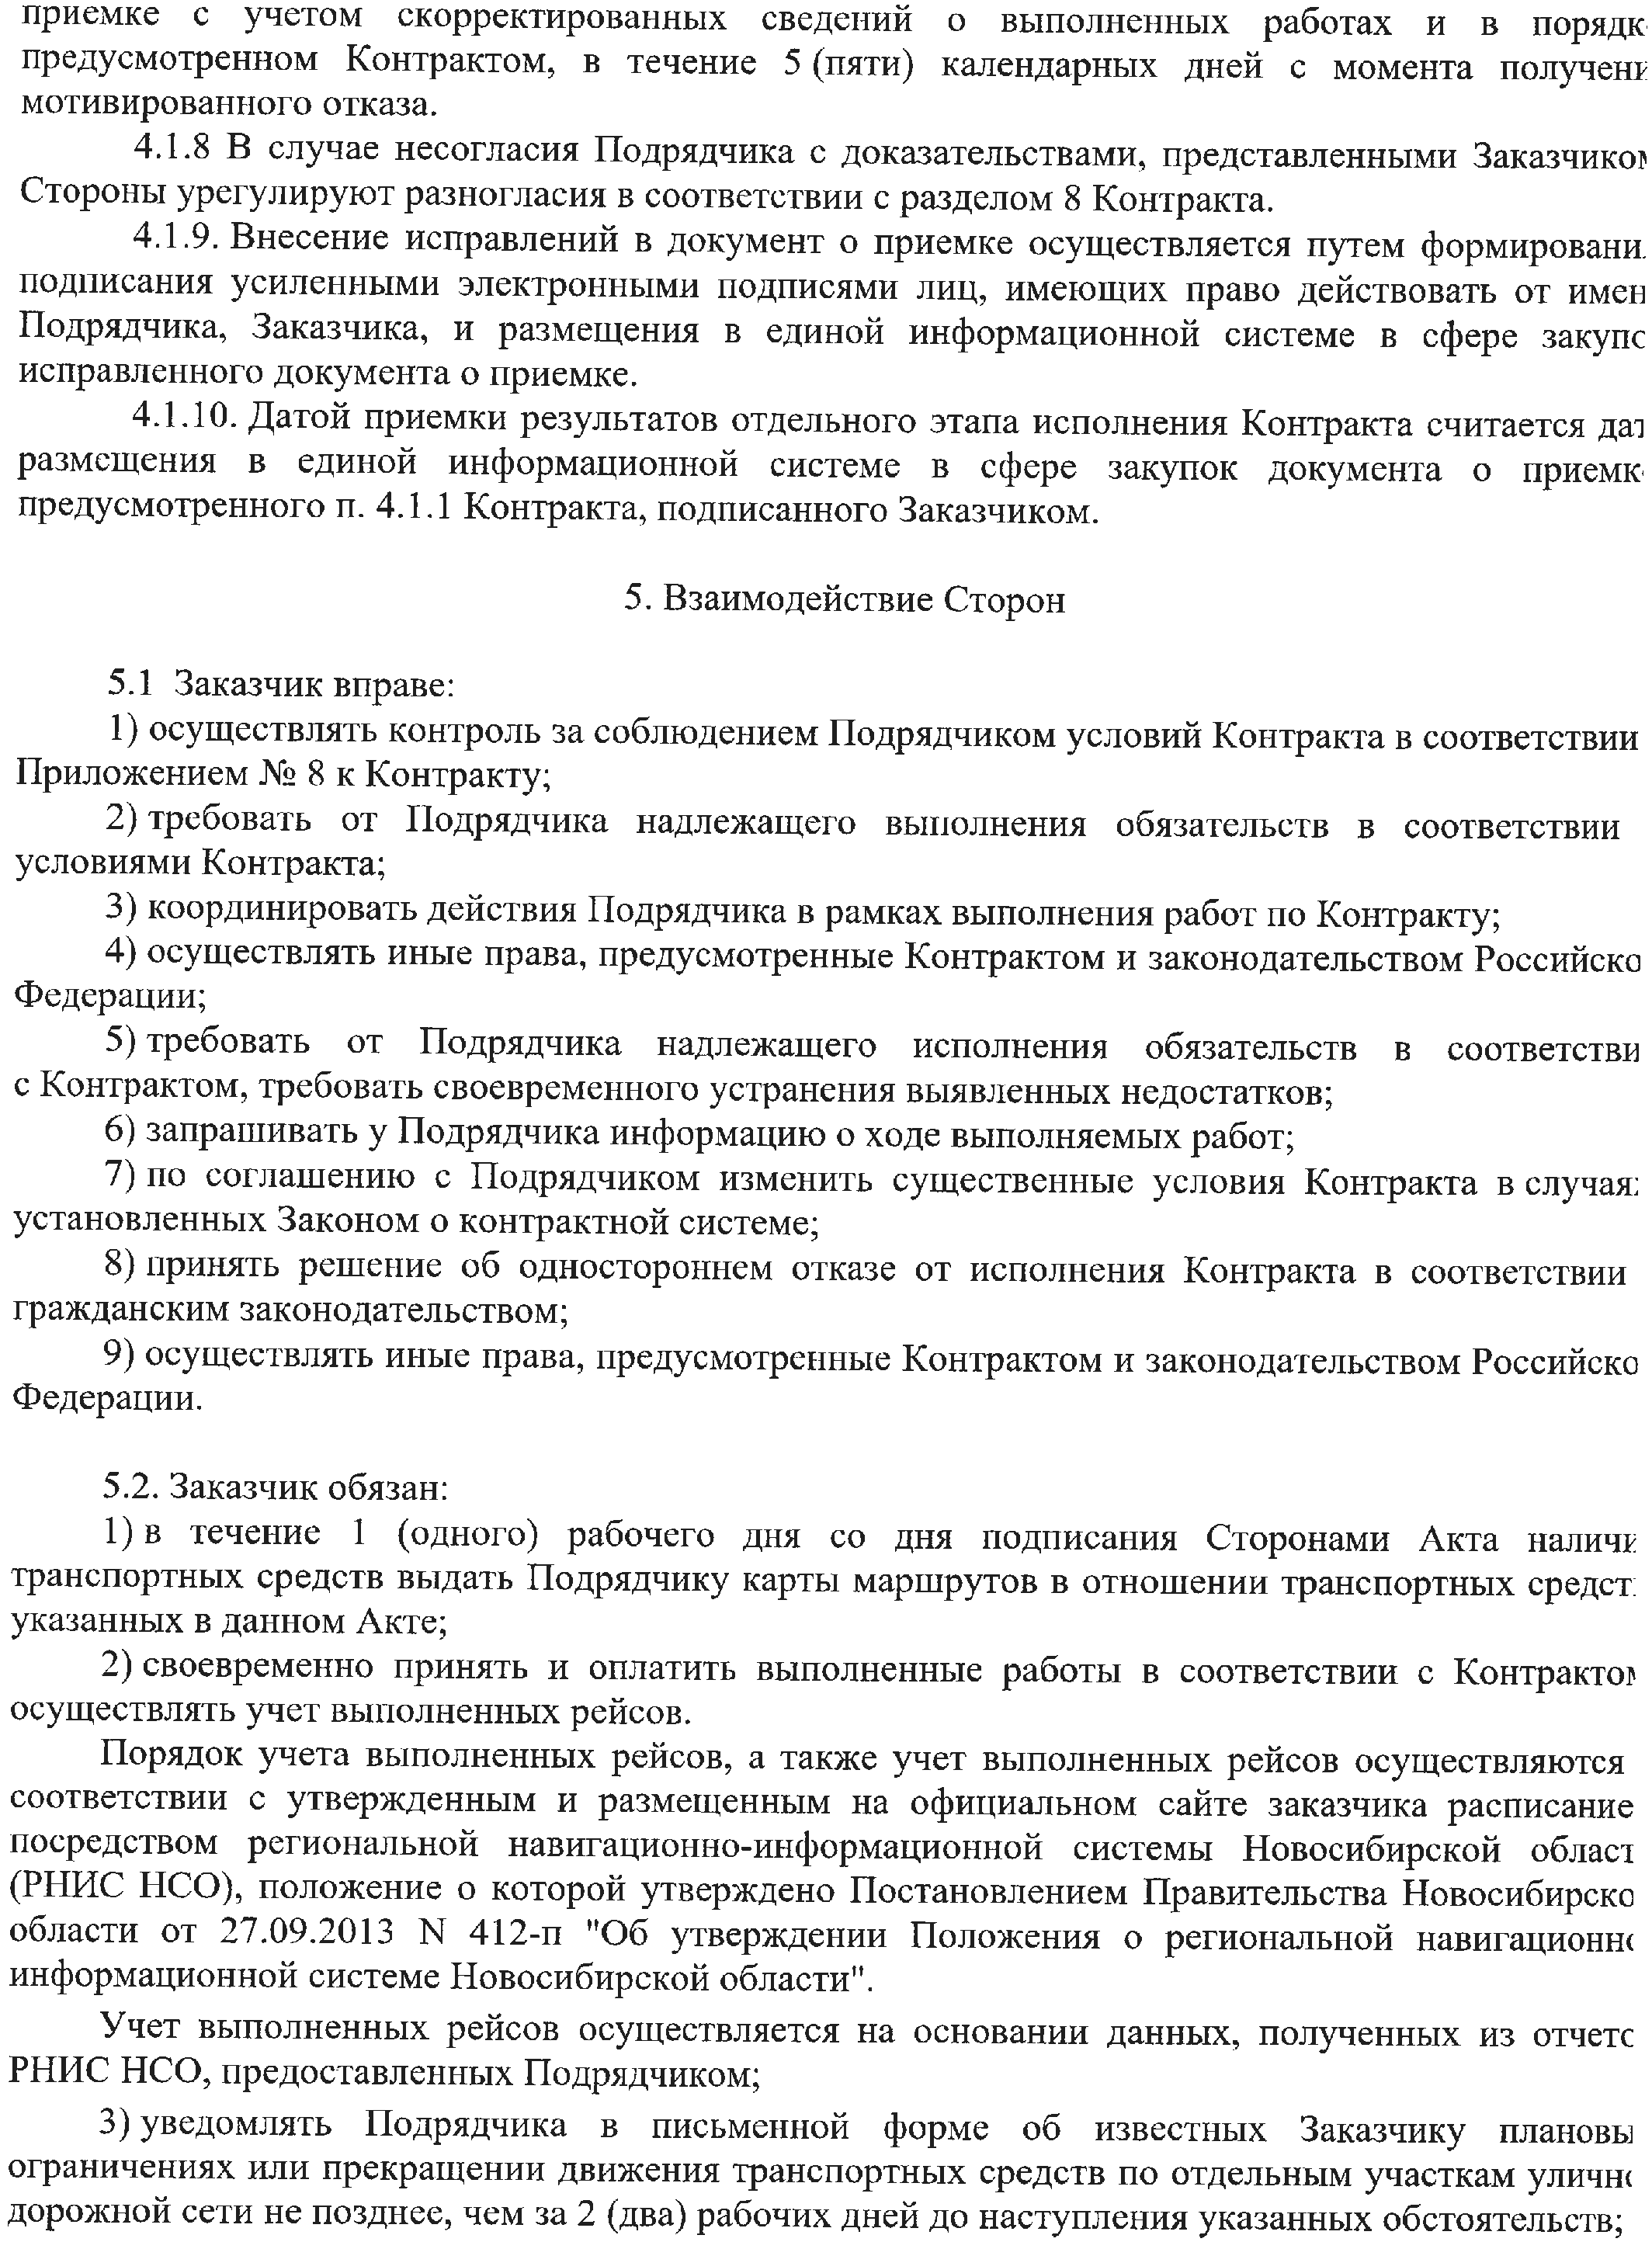 приемке с учетом скорректированных сведений о выполненных работах и в порядк
предусмотренном Контрактом, в течение 5 (пяти) календарных дней с момента получени
мотивированного отказа.
4.1.8 В случае несогласия Подрядчика с доказательствами, представленными Заказчиком
Стороны урегулируют разногласия в соответствии с разделом 8 Контракта.
4.1.9. Внесение исправлений в документ о приемке осуществляется путем формировани
подписания усиленными электронными подписями лиц, имеющих право действовать от имен
Подрядчика, Заказчика, и размещения в единой информационной системе в сфере закупо
исправленного документа о приемке.
4.1.10. Датой приемки результатов отдельного этапа исполнения Контракта считается дат
размещения в единой информационной системе в сфере закупок документа о приемк
предусмотренного п. 4.1.1 Контракта, подписанного Заказчиком.
5. Взаимодействие Сторон
5.1 Заказчик вправе:
1) осуществлять контроль за соблюдением Подрядчиком условий Контракта в соответствии
Приложением № 8 к Контракту;
2) требовать от Подрядчика надлежащего выполнения обязательств в соответствии
условиями Контракта;
3) координировать действия Подрядчика в рамках выполнения работ по Контракту;
4) осуществлять иные права, предусмотренные Контрактом и законодательством Российско
Федерации;
5) требовать от Подрядчика надлежащего исполнения обязательств в соответстви
с Контрактом, требовать своевременного устранения выявленных недостатков;
6) запрашивать у Подрядчика информацию о ходе выполняемых работ;
7) по соглашению с Подрядчиком изменить существенные условия Контракта в случаях
установленных Законом о контрактной системе;
8) принять решение об одностороннем отказе от исполнения Контракта в соответствии
гражданским законодательством;
9) осуществлять иные права, предусмотренные Контрактом и законодательством Российско
Федерации.
5.2. Заказчик обязан:
1) в течение 1 (одного) рабочего дня со дня подписания Сторонами Акта наличи
транспортных средств выдать Подрядчику карты маршрутов в отношении транспортных средст
указанных в данном Акте;
2) своевременно принять и оплатить выполненные работы в соответствии с Контрактом
осуществлять учет выполненных рейсов.
Порядок учета выполненных рейсов, а также учет выполненных рейсов осуществляются
соответствии с утвержденным и размещенным на официальном сайте заказчика расписание
посредством региональной навигационно-информационной системы Новосибирской област
(РНИС НСО), положение о которой утверждено Постановлением Правительства Новосибирско
области от 27.09.2013 N 412-п "Об утверждении Положения о региональной навигационно
информационной системе Новосибирской области".
Учет выполненных рейсов осуществляется на основании данных, полученных из отчето
РНИС НСО, предоставленных Подрядчиком;
3) уведомлять Подрядчика в письменной форме об известных Заказчику плановы
ограничениях или прекращении движения транспортных средств по отдельным участкам улично
дорожной сети не позднее, чем за 2 (два) рабочих дней до наступления указанных обстоятельств;